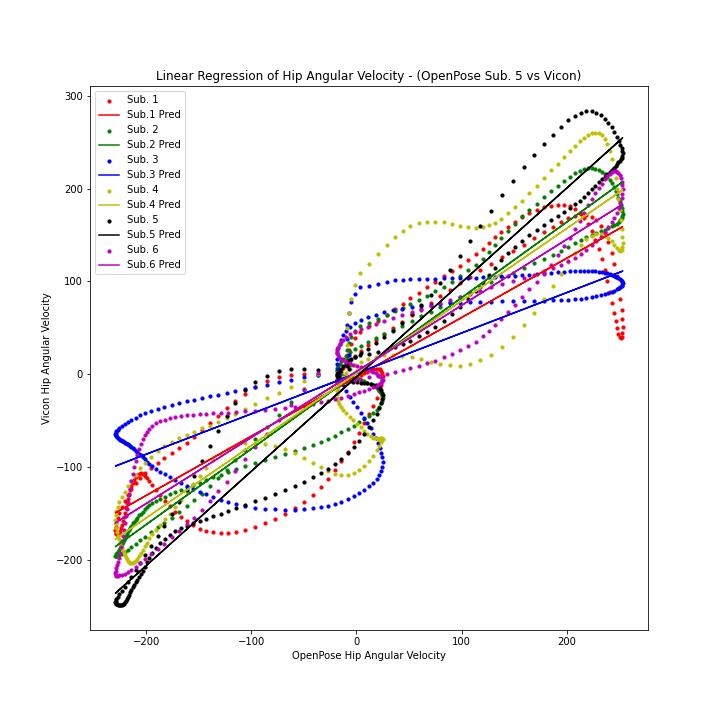 Linear Regression of Hip Angular Velocity - (OpenPose Sub. 5 vs Vicon)
300
200
100
0
−100
−200
Vicon Hip Angular Velocity
Sub. 1
Sub.1 Pred
Sub. 2
Sub.2 Pred
Sub. 3
Sub.3 Pred
Sub. 4
Sub.4 Pred
Sub. 5
Sub.5 Pred
Sub. 6
Sub.6 Pred
−200 −100 0 100 200
OpenPose Hip Angular Velocity